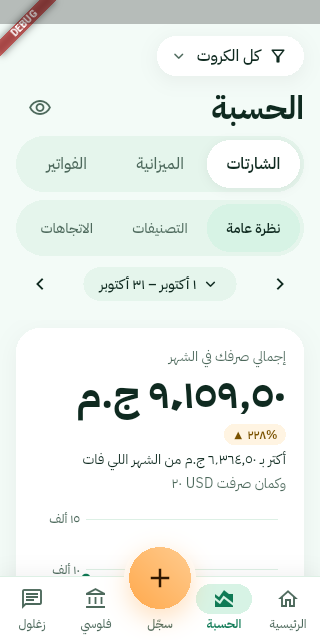 DEBUG
كل الكروت
الحسبة
الشارتات الميزانية الفواتير
نظرة عامة التصنيفات الاتجاهات
١ أكتوبر – ٣١ أكتوبر
إجمالي صرفك في الشهر
٩,١٥٩,٥٠ ج.م
▲ ٢٢٨%
أكتر بـ ٦,٣٦٤,٥٠ ج.م من الشهر اللي فات
وكمان صرفت USD ٢٠
١٥ ألف
١٠ ألف
الرئيسية الحسبة سجّل فلوسي زغلول